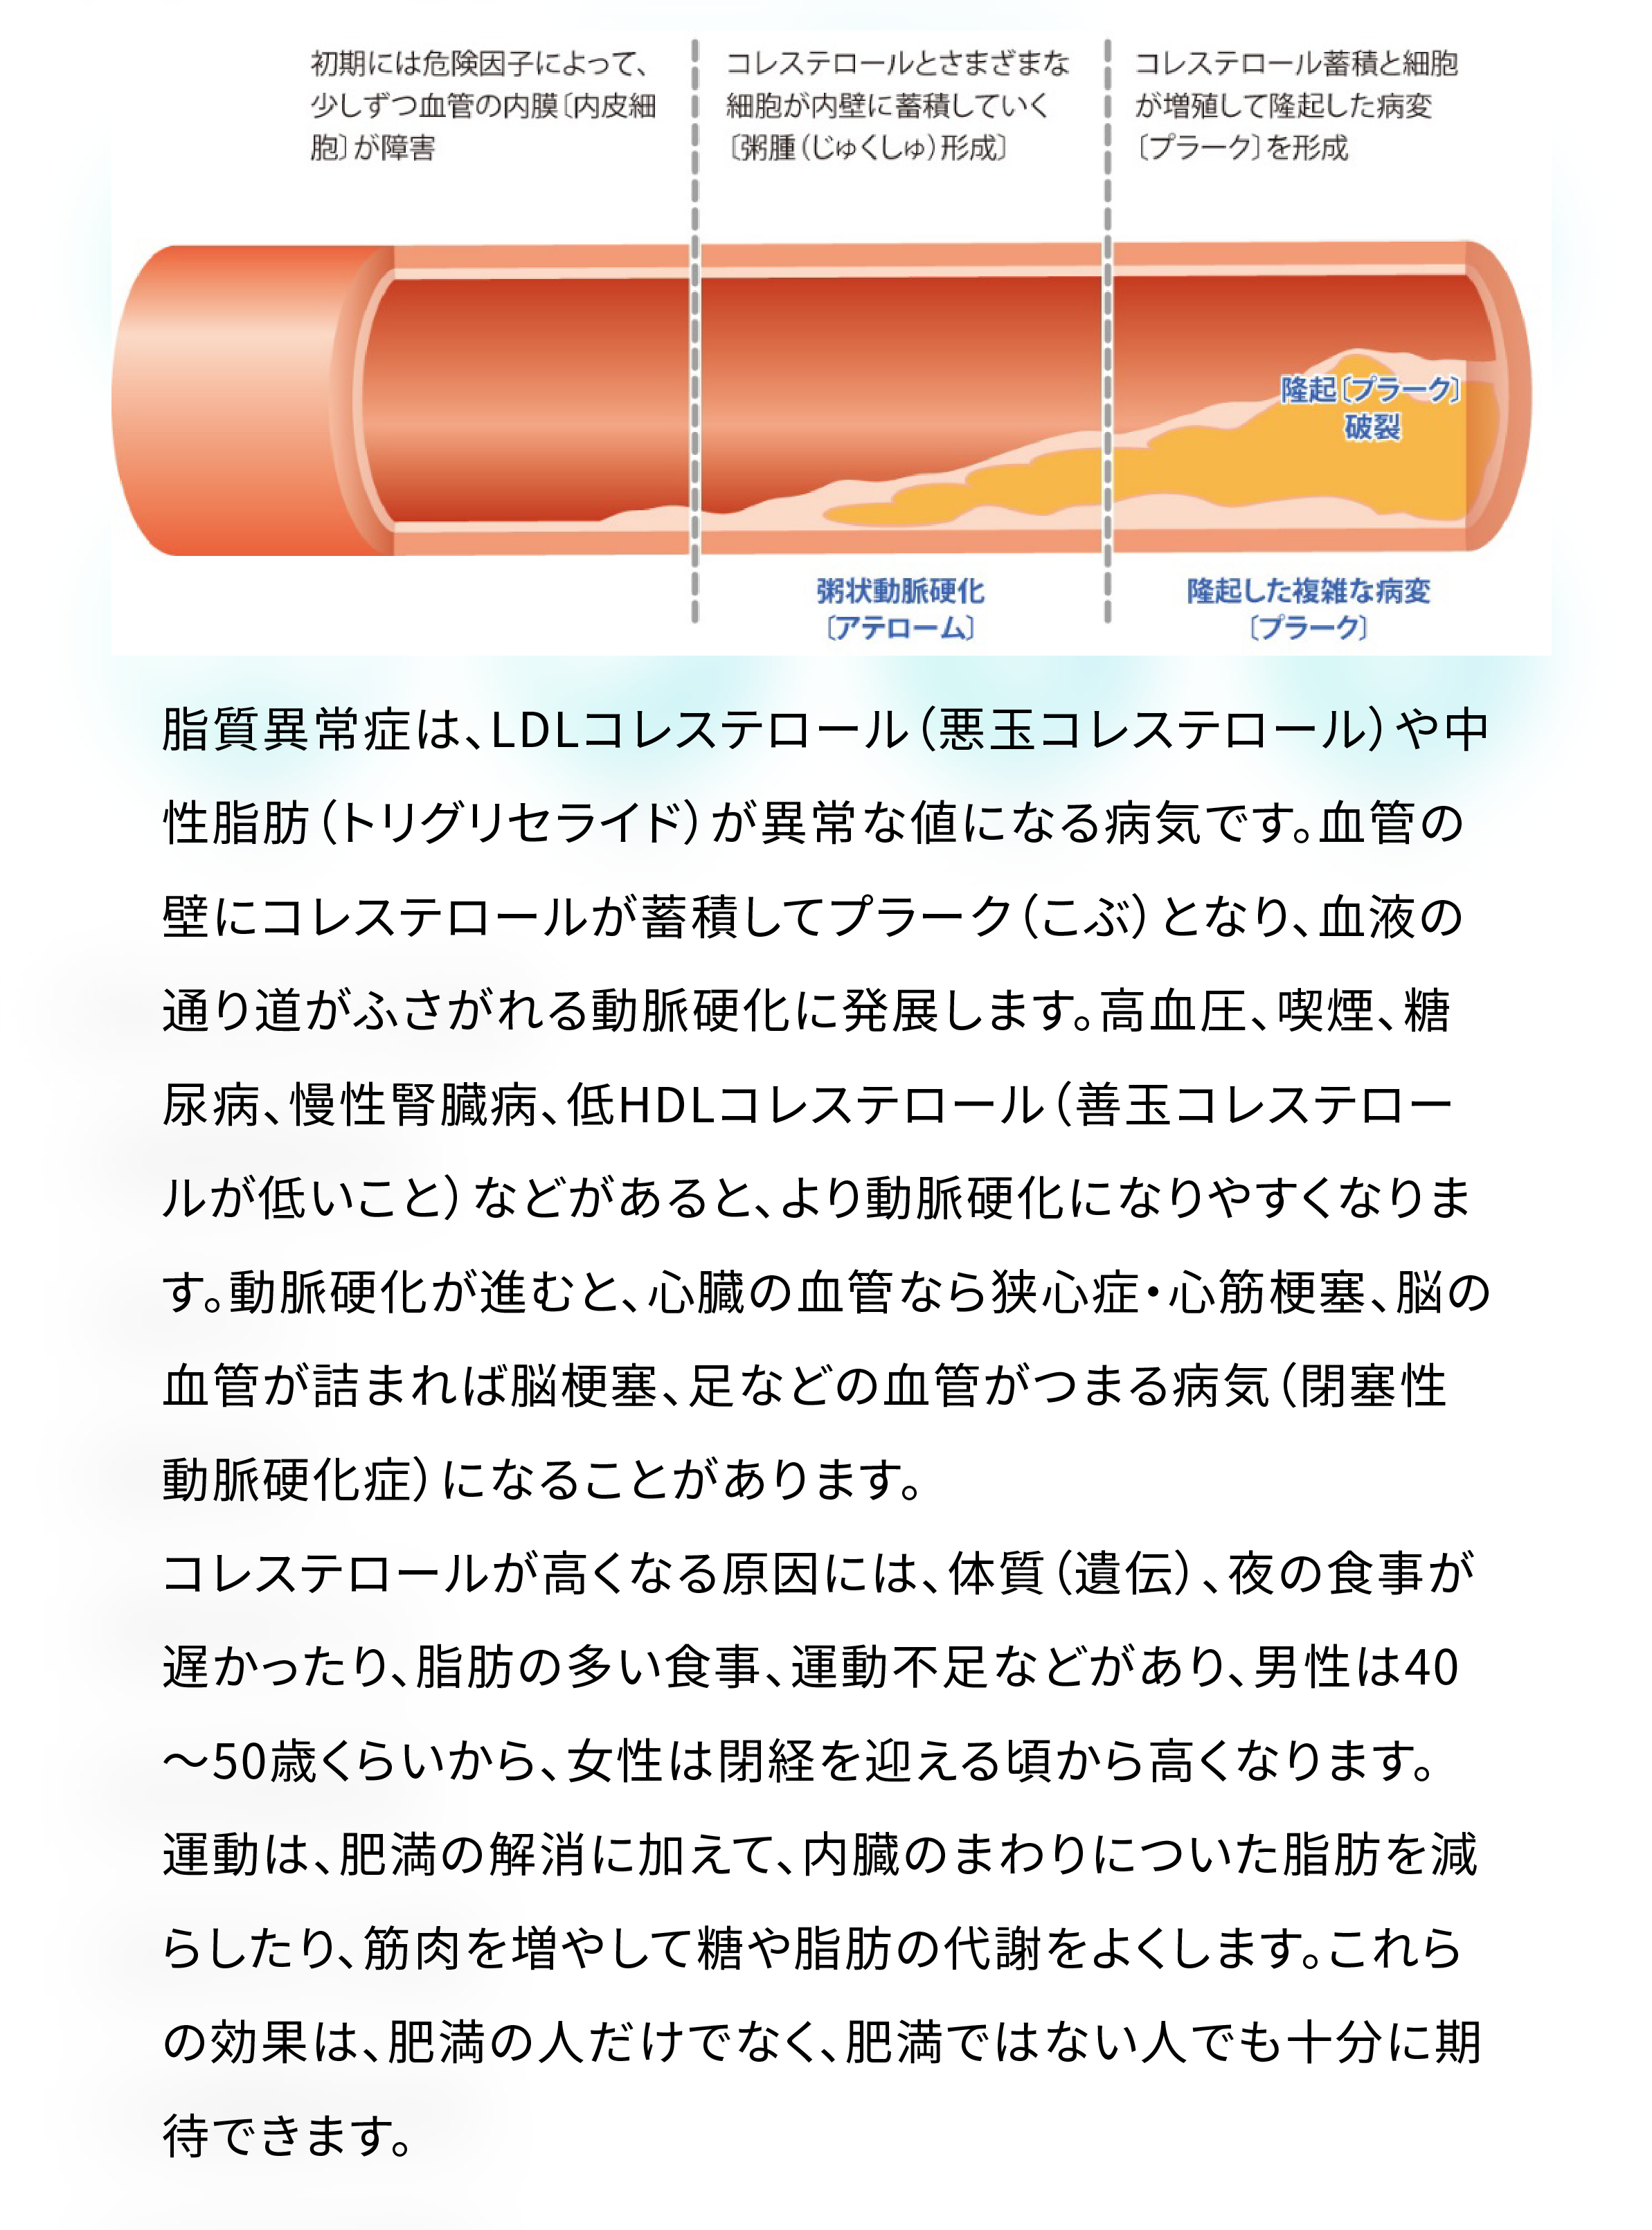 初期には危険因子によって、
少しずつ血管の内膜〔内皮細
胞〕が障害
コレステロールとさまざまな
細胞が内壁に蓄積していく
〔粥腫（じゅくしゅ）形成〕
コレステロール蓄積と細胞
が増殖して隆起した病変
〔プラーク〕を形成
隆起〔プラーク〕
破裂
粥状動脈硬化
〔アテローム〕
隆起した複雑な病変
〔プラーク〕
脂質異常症は、LDLコレステロール（悪玉コレステロール）や中
性脂肪（トリグリセライド）が異常な値になる病気です。血管の
壁にコレステロールが蓄積してプラーク（こぶ）となり、血液の
通り道がふさがれる動脈硬化に発展します。高血圧、喫煙、糖
尿病、慢性腎臓病、低HDLコレステロール（善玉コレステロー
ルが低いこと）などがあると、より動脈硬化になりやすくなりま
す。動脈硬化が進むと、心臓の血管なら狭心症・心筋梗塞、脳の
血管が詰まれば脳梗塞、足などの血管がつまる病気（閉塞性
動脈硬化症）になることがあります。
コレステロールが高くなる原因には、体質（遺伝）、夜の食事が
遅かったり、脂肪の多い食事、運動不足などがあり、男性は40
～50歳くらいから、女性は閉経を迎える頃から高くなります。
運動は、肥満の解消に加えて、内臓のまわりについた脂肪を減
らしたり、筋肉を増やして糖や脂肪の代謝をよくします。これら
の効果は、肥満の人だけでなく、肥満ではない人でも十分に期
待できます。